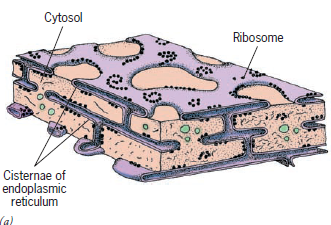 Cytosol
Ribosome
Cisternae of
endoplasmic
reticulum
(a)